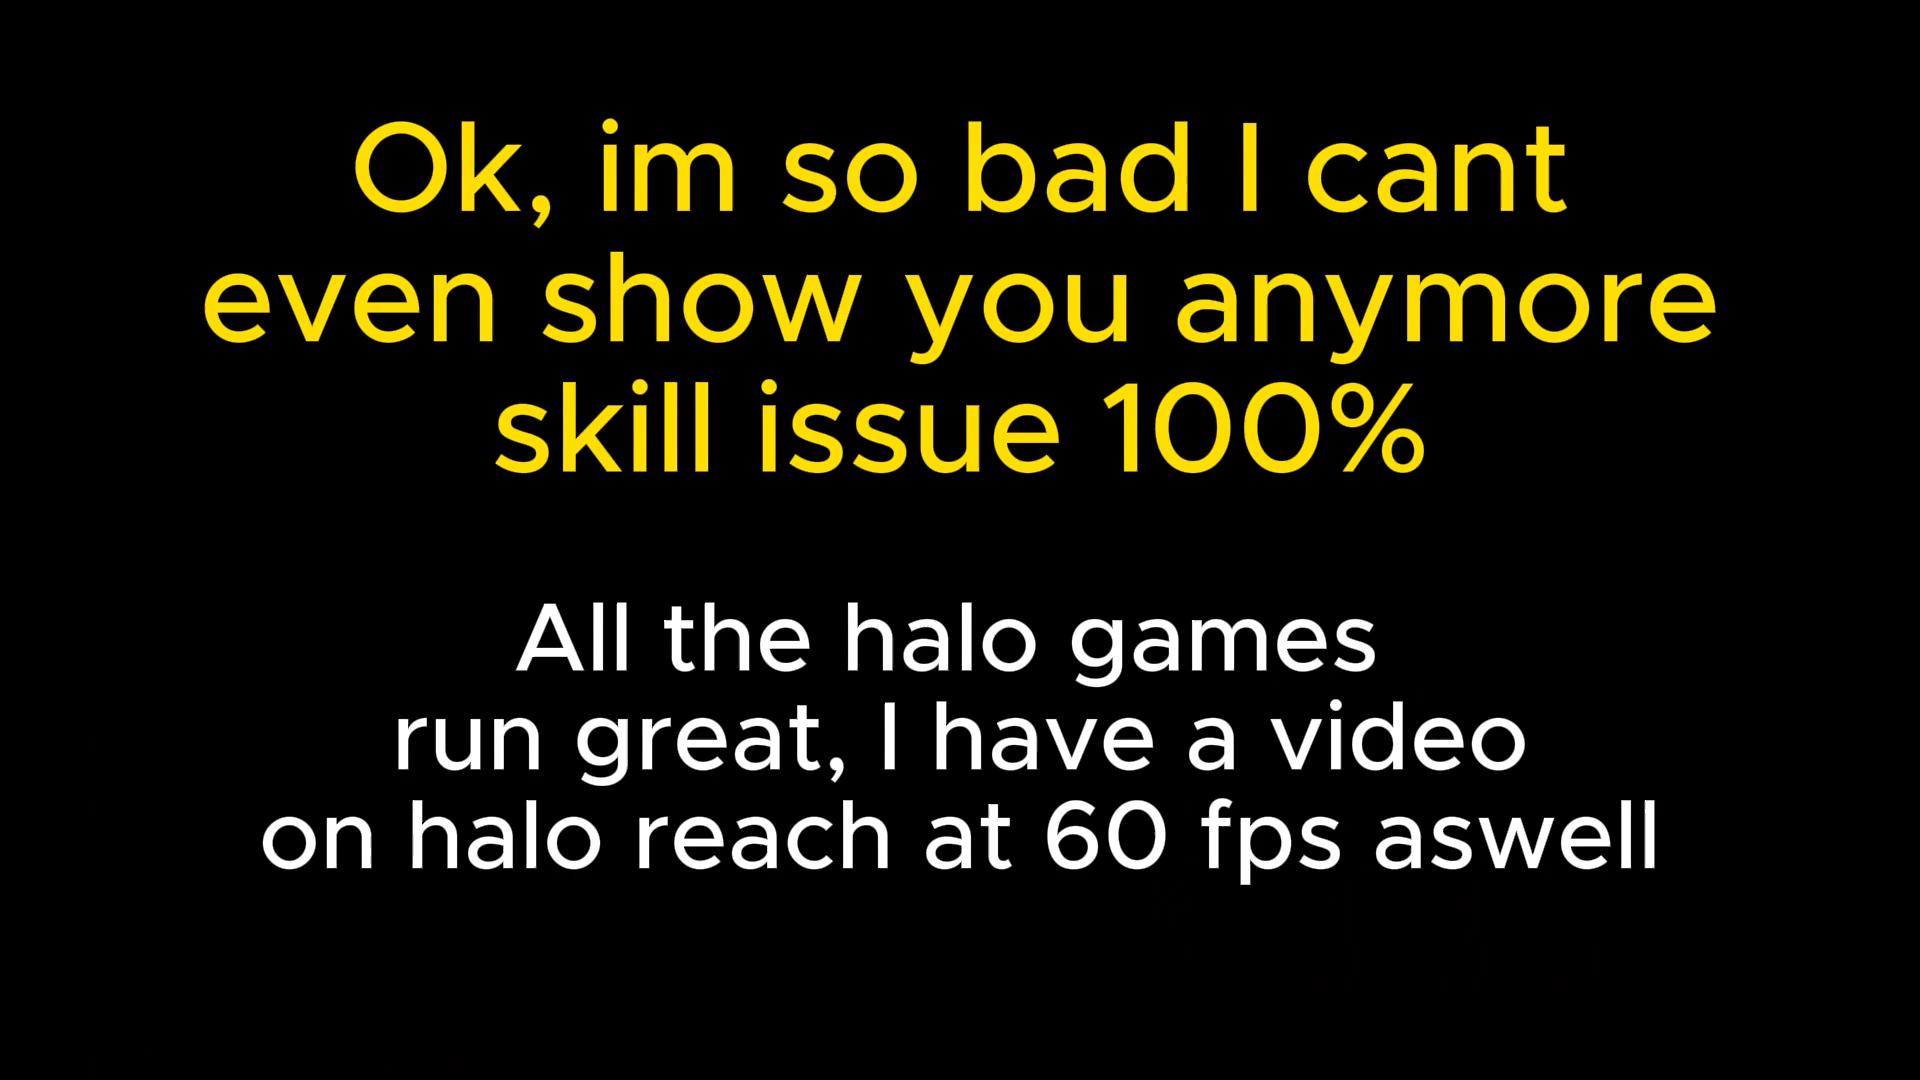 Ok, im so bad I cant
even show you anymore
skill issue 100%
All the halo games
run great, I have a video
on halo reach at 60 fps aswell